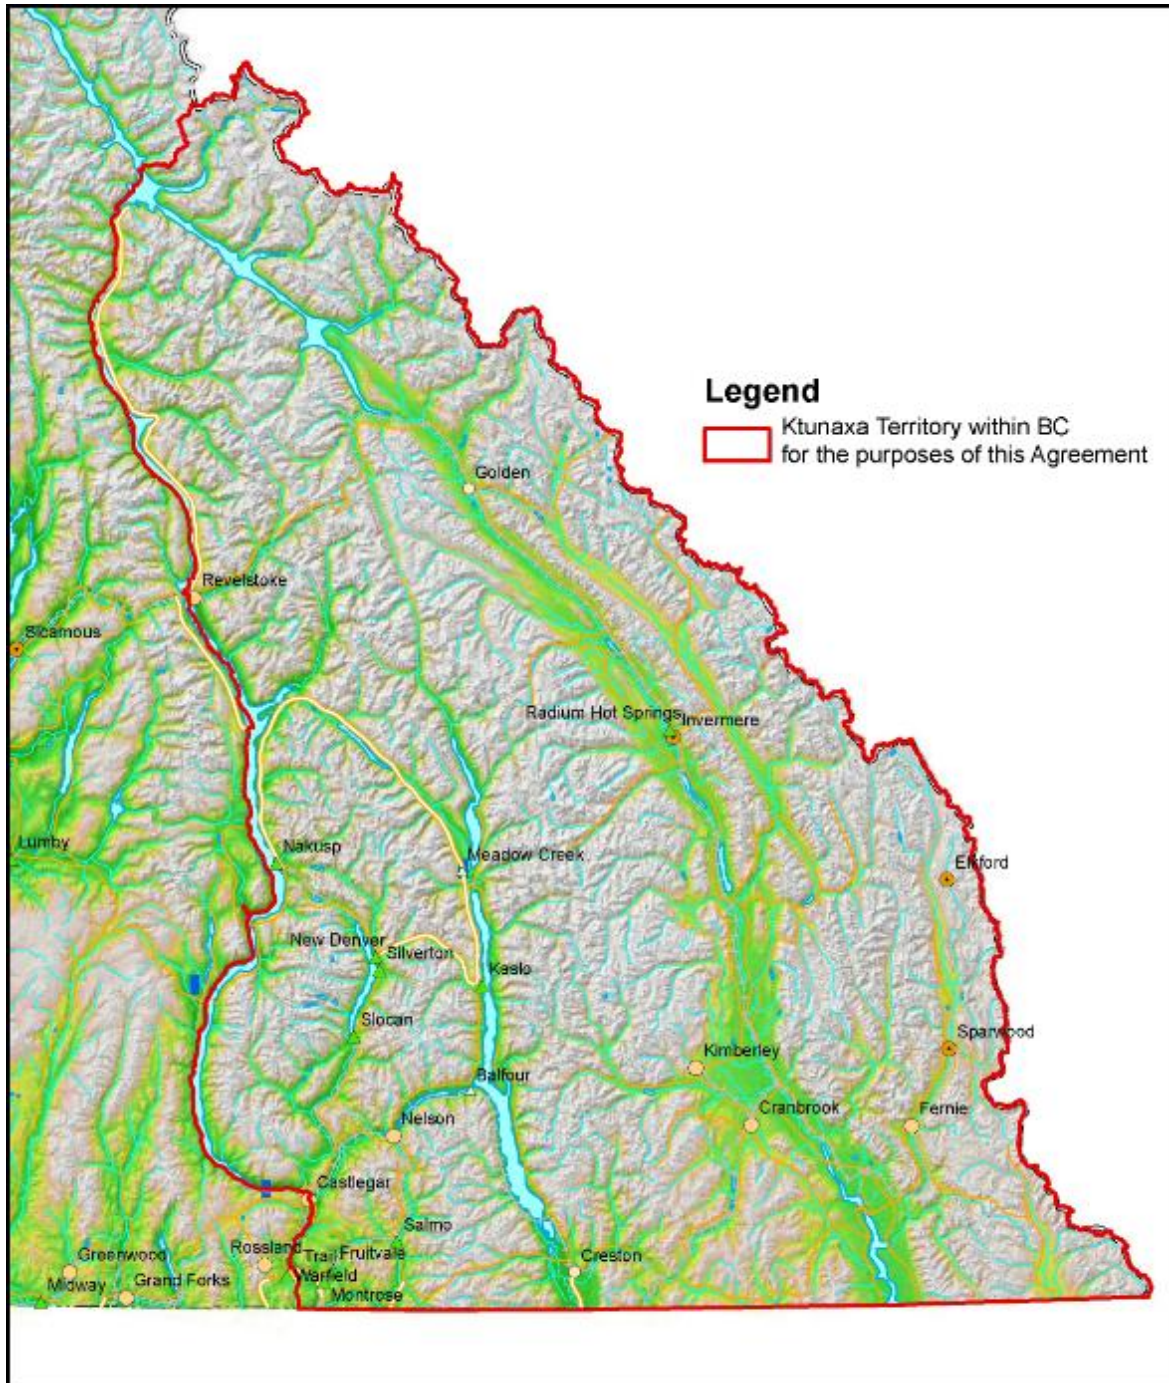 Legend
Ktunaxa Territory within BC
for the purposes of this Agreement
Golden
Revelstoke
Sicamous
Radium Hot Springs
Invermere
Lumby
Nakusp
Meadow Creek
Elkford
New Denver
Silverton
Kaslo
Slocan
Sparwood
Kimberley
Balfour
Cranbrook
Fernie
Nelson
Castlegar
Salmo
Greenwood
Rossland
Trail
Fruitvale
Creston
Midway
Grand Forks
Warfield
Montrose